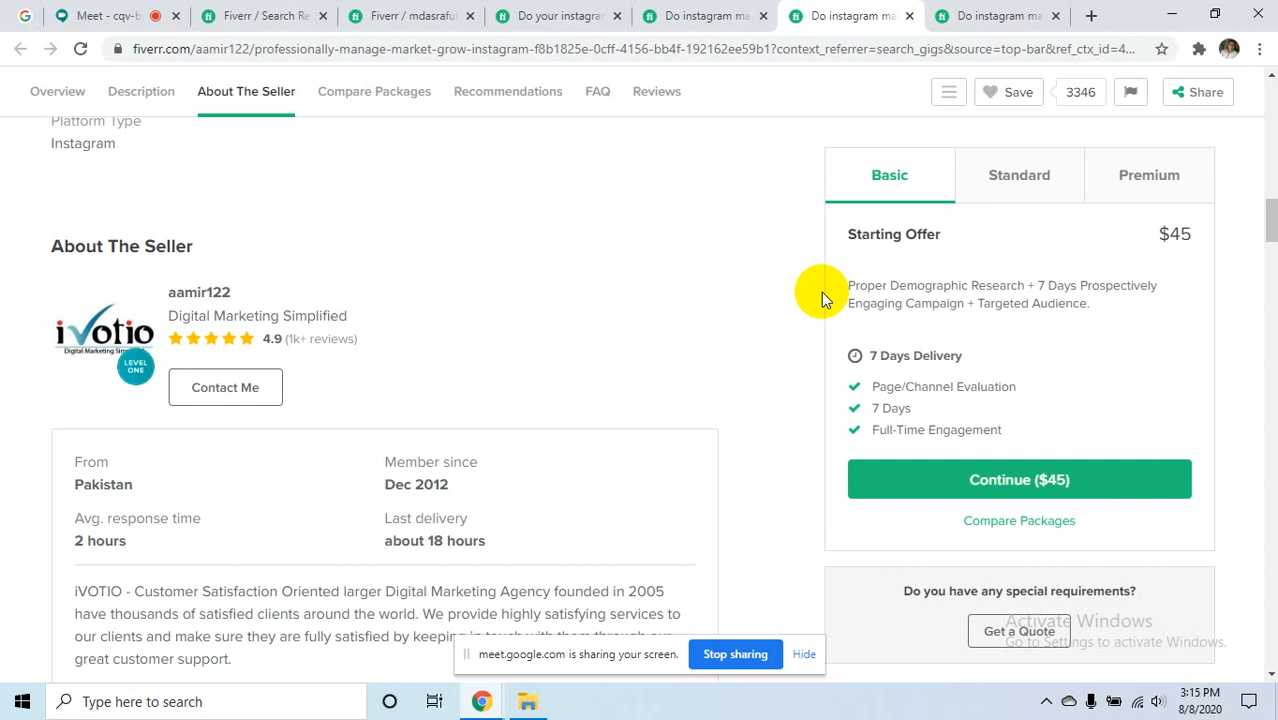 Meet - cqv-b
Fiverr / Search Re
Fiverr / mdasraful
Do your instagran
Do instagram ma
Do instagram ma
Do instagram ma
fiverr.com/aamir122/professionally-manage-market-grow-instagram-f8b1825e-0cff-4156-bb4f-192162ee59b1?context_referrer=search_gigs&source=top-bar&ref_ctx_id=4...
Overview
Description
About The Seller
Compare Packages
Recommendations
FAQ
Reviews
Save
3346
Share
Platform Type
Instagram
About The Seller
iVotio
Digital Marketing Sim
LEVEL
ONE
aamir122
Digital Marketing Simplified
4.9 (1k+ reviews)
Contact Me
From
Pakistan
Member since
Dec 2012
Avg. response time
2 hours
Last delivery
about 18 hours
iVOTIO - Customer Satisfaction Oriented larger Digital Marketing Agency founded in 2005
have thousands of satisfied clients around the world. We provide highly satisfying services to
our clients and make sure they are fully satisfied by keeping in touch with them through our
great customer support.
Basic
Standard
Premium
Starting Offer
$45
Proper Demographic Research + 7 Days Prospectively
Engaging Campaign + Targeted Audience.
7 Days Delivery
Page/Channel Evaluation
7 Days
Full-Time Engagement
Continue ($45)
Compare Packages
Do you have any special requirements?
Get a Quote
Activate Windows
Go to Settings to activate Windows.
meet.google.com is sharing your screen.
Stop sharing
Hide
Type here to search
3:15 PM
8/8/2020